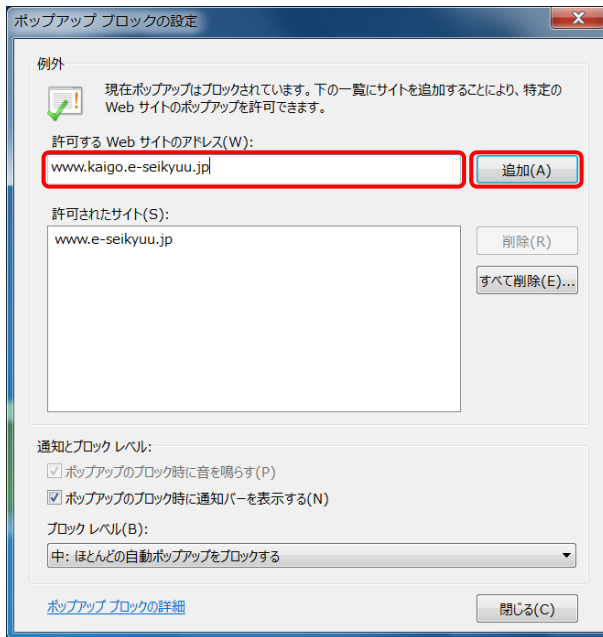 ポップアップ ブロックの設定
例外
現在ポップアップはブロックされています。下の一覧にサイトを追加することにより、特定の
Web サイトのポップアップを許可できます。
許可する Web サイトのアドレス(W):
www.kaigo.e-seikyuu.jp
追加(A)
許可されたサイト(S):
www.e-seikyuu.jp
削除(R)
すべて削除(E)...
通知とブロック レベル:
ポップアップのブロック時に音を鳴らす(P)
ポップアップのブロック時に通知バーを表示する(N)
ブロック レベル(B):
中: ほとんどの自動ポップアップをブロックする
ポップアップ ブロックの詳細
閉じる(C)